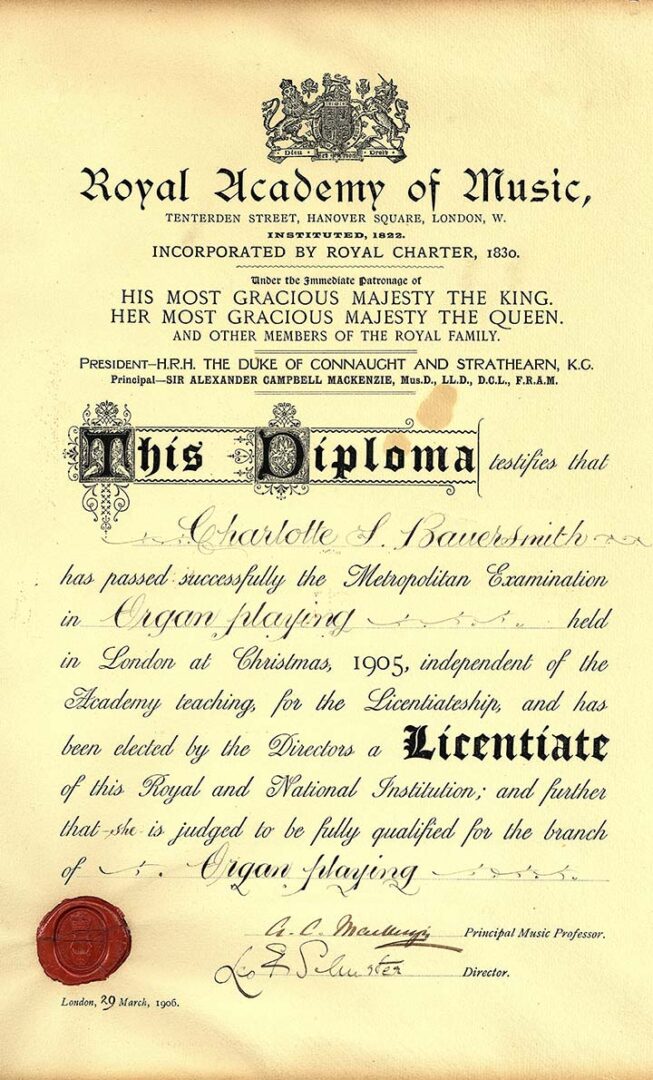 Dieu et mon Droit
Royal Academy of Music,
TENTERDEN STREET, HANOVER SQUARE, LONDON, W.
INSTITUTED, 1822.
INCORPORATED BY ROYAL CHARTER, 1830.
Under the Immediate Patronage of
HIS MOST GRACIOUS MAJESTY THE KING.
HER MOST GRACIOUS MAJESTY THE QUEEN.
AND OTHER MEMBERS OF THE ROYAL FAMILY.
PRESIDENT—H.R.H. THE DUKE OF CONNAUGHT AND STRATHEARN, K.G.
Principal—SIR ALEXANDER CAMPBELL MACKENZIE, Mus.D., LL.D., D.C.L., F.R.A.M.
This Diploma testifies that
Charlotte S. Bauersmith
has passed successfully the Metropolitan Examination
in Organ playing held
in London at Christmas, 1905, independent of the
Academy teaching, for the Licentiateship, and has
been elected by the Directors a Licentiate
of this Royal and National Institution; and further
that she is judged to be fully qualified for the branch
of Organ playing
A. C. Mackenzie Principal Music Professor.
Director.
London, 29 March, 1906.